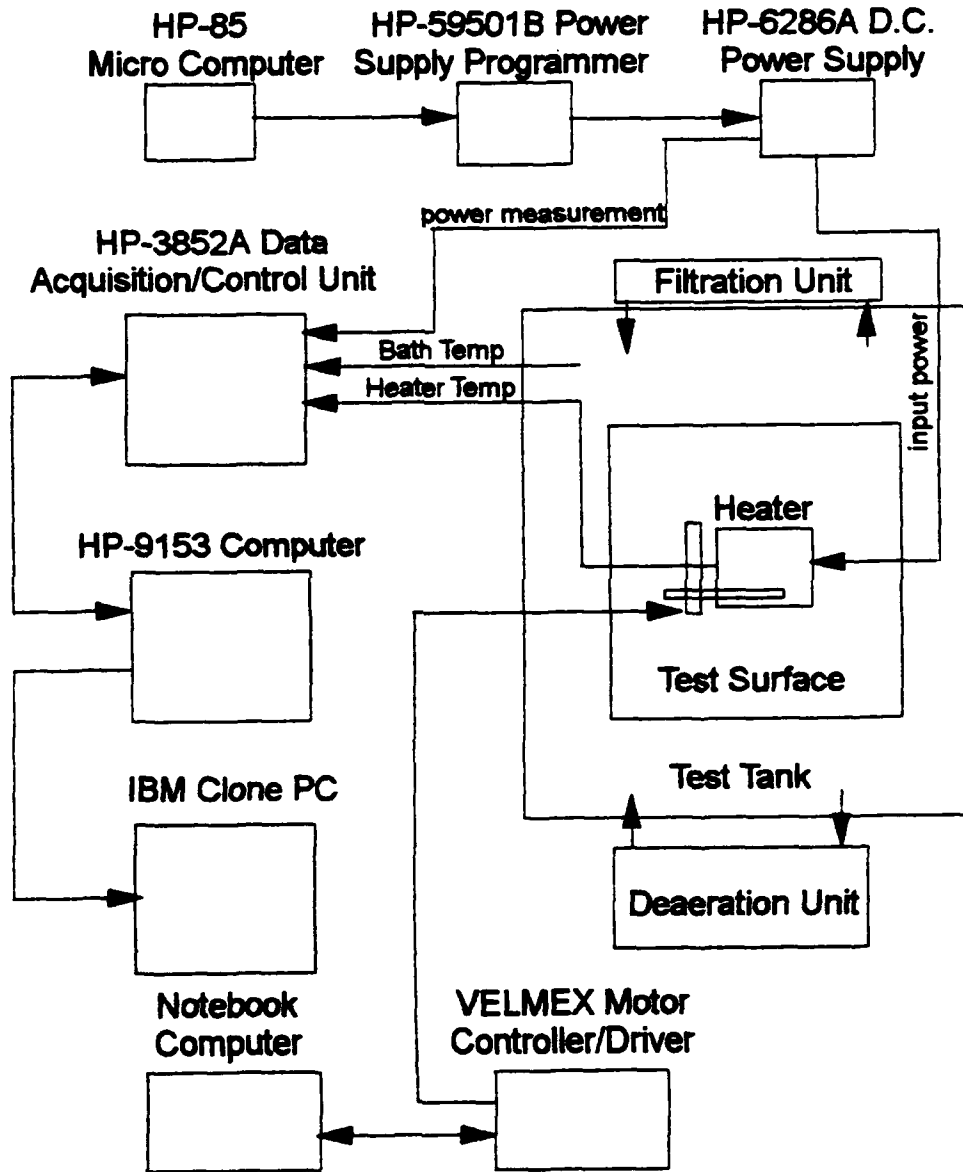 HP-85
Micro Computer
HP-59501B Power
Supply Programmer
HP-6286A D.C.
Power Supply
power measurement
HP-3852A Data
Acquisition/Control Unit
Filtration Unit
Bath Temp
Heater Temp
input power
Heater
HP-9153 Computer
Test Surface
IBM Clone PC
Test Tank
Deaeration Unit
Notebook
Computer
VELMEX Motor
Controller/Driver